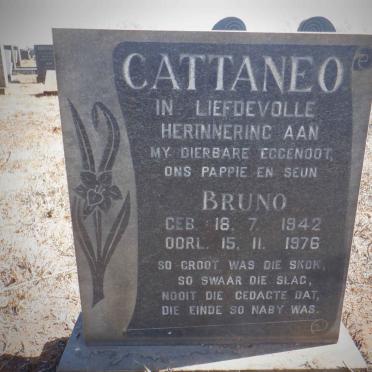 CATTANEO
IN LIEFDEVOLLE
HERINNERING AAN
MY DIERBARE EGGENOOT,
ONS PAPPIE EN SEUN
BRUNO
GEB. 18. 7. 1942
OORL. 15. 11. 1976
SO GROOT WAS DIE SKOK,
SO SWAAR DIE SLAG,
NOOIT DIE GEDAGTE DAT,
DIE EINDE SO NABY WAS.